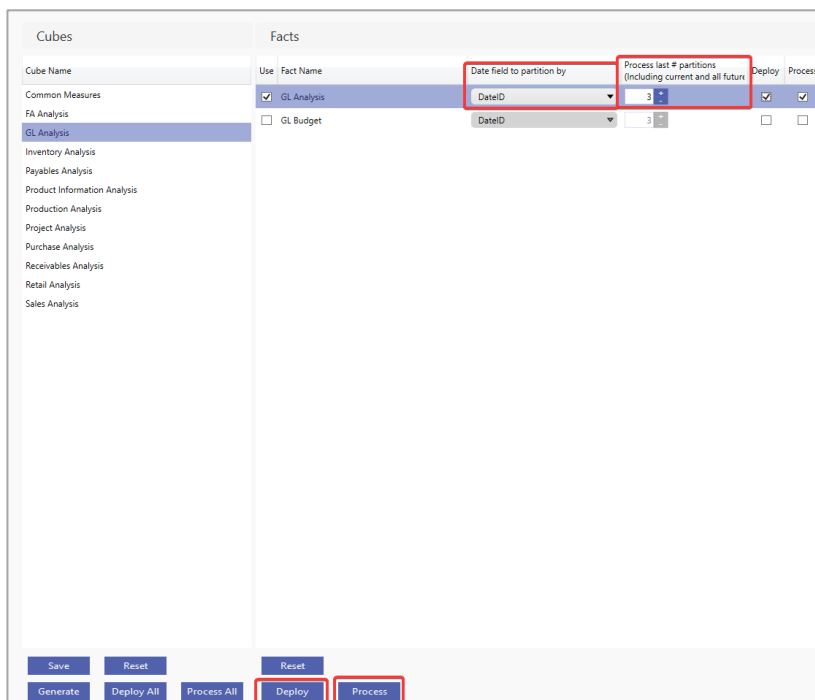 Cubes
Facts
Cube Name
Use Fact Name Date field to partition by Process last # partitions
(Including current and all future Deploy Process
Common Measures
FA Analysis
GL Analysis
Inventory Analysis
Payables Analysis
Product Information Analysis
Production Analysis
Project Analysis
Purchase Analysis
Receivables Analysis
Retail Analysis
Sales Analysis
GL Analysis DateID 3 + -
GL Budget DateID 3 + -
Save Reset Reset
Generate Deploy All Process All Deploy Process